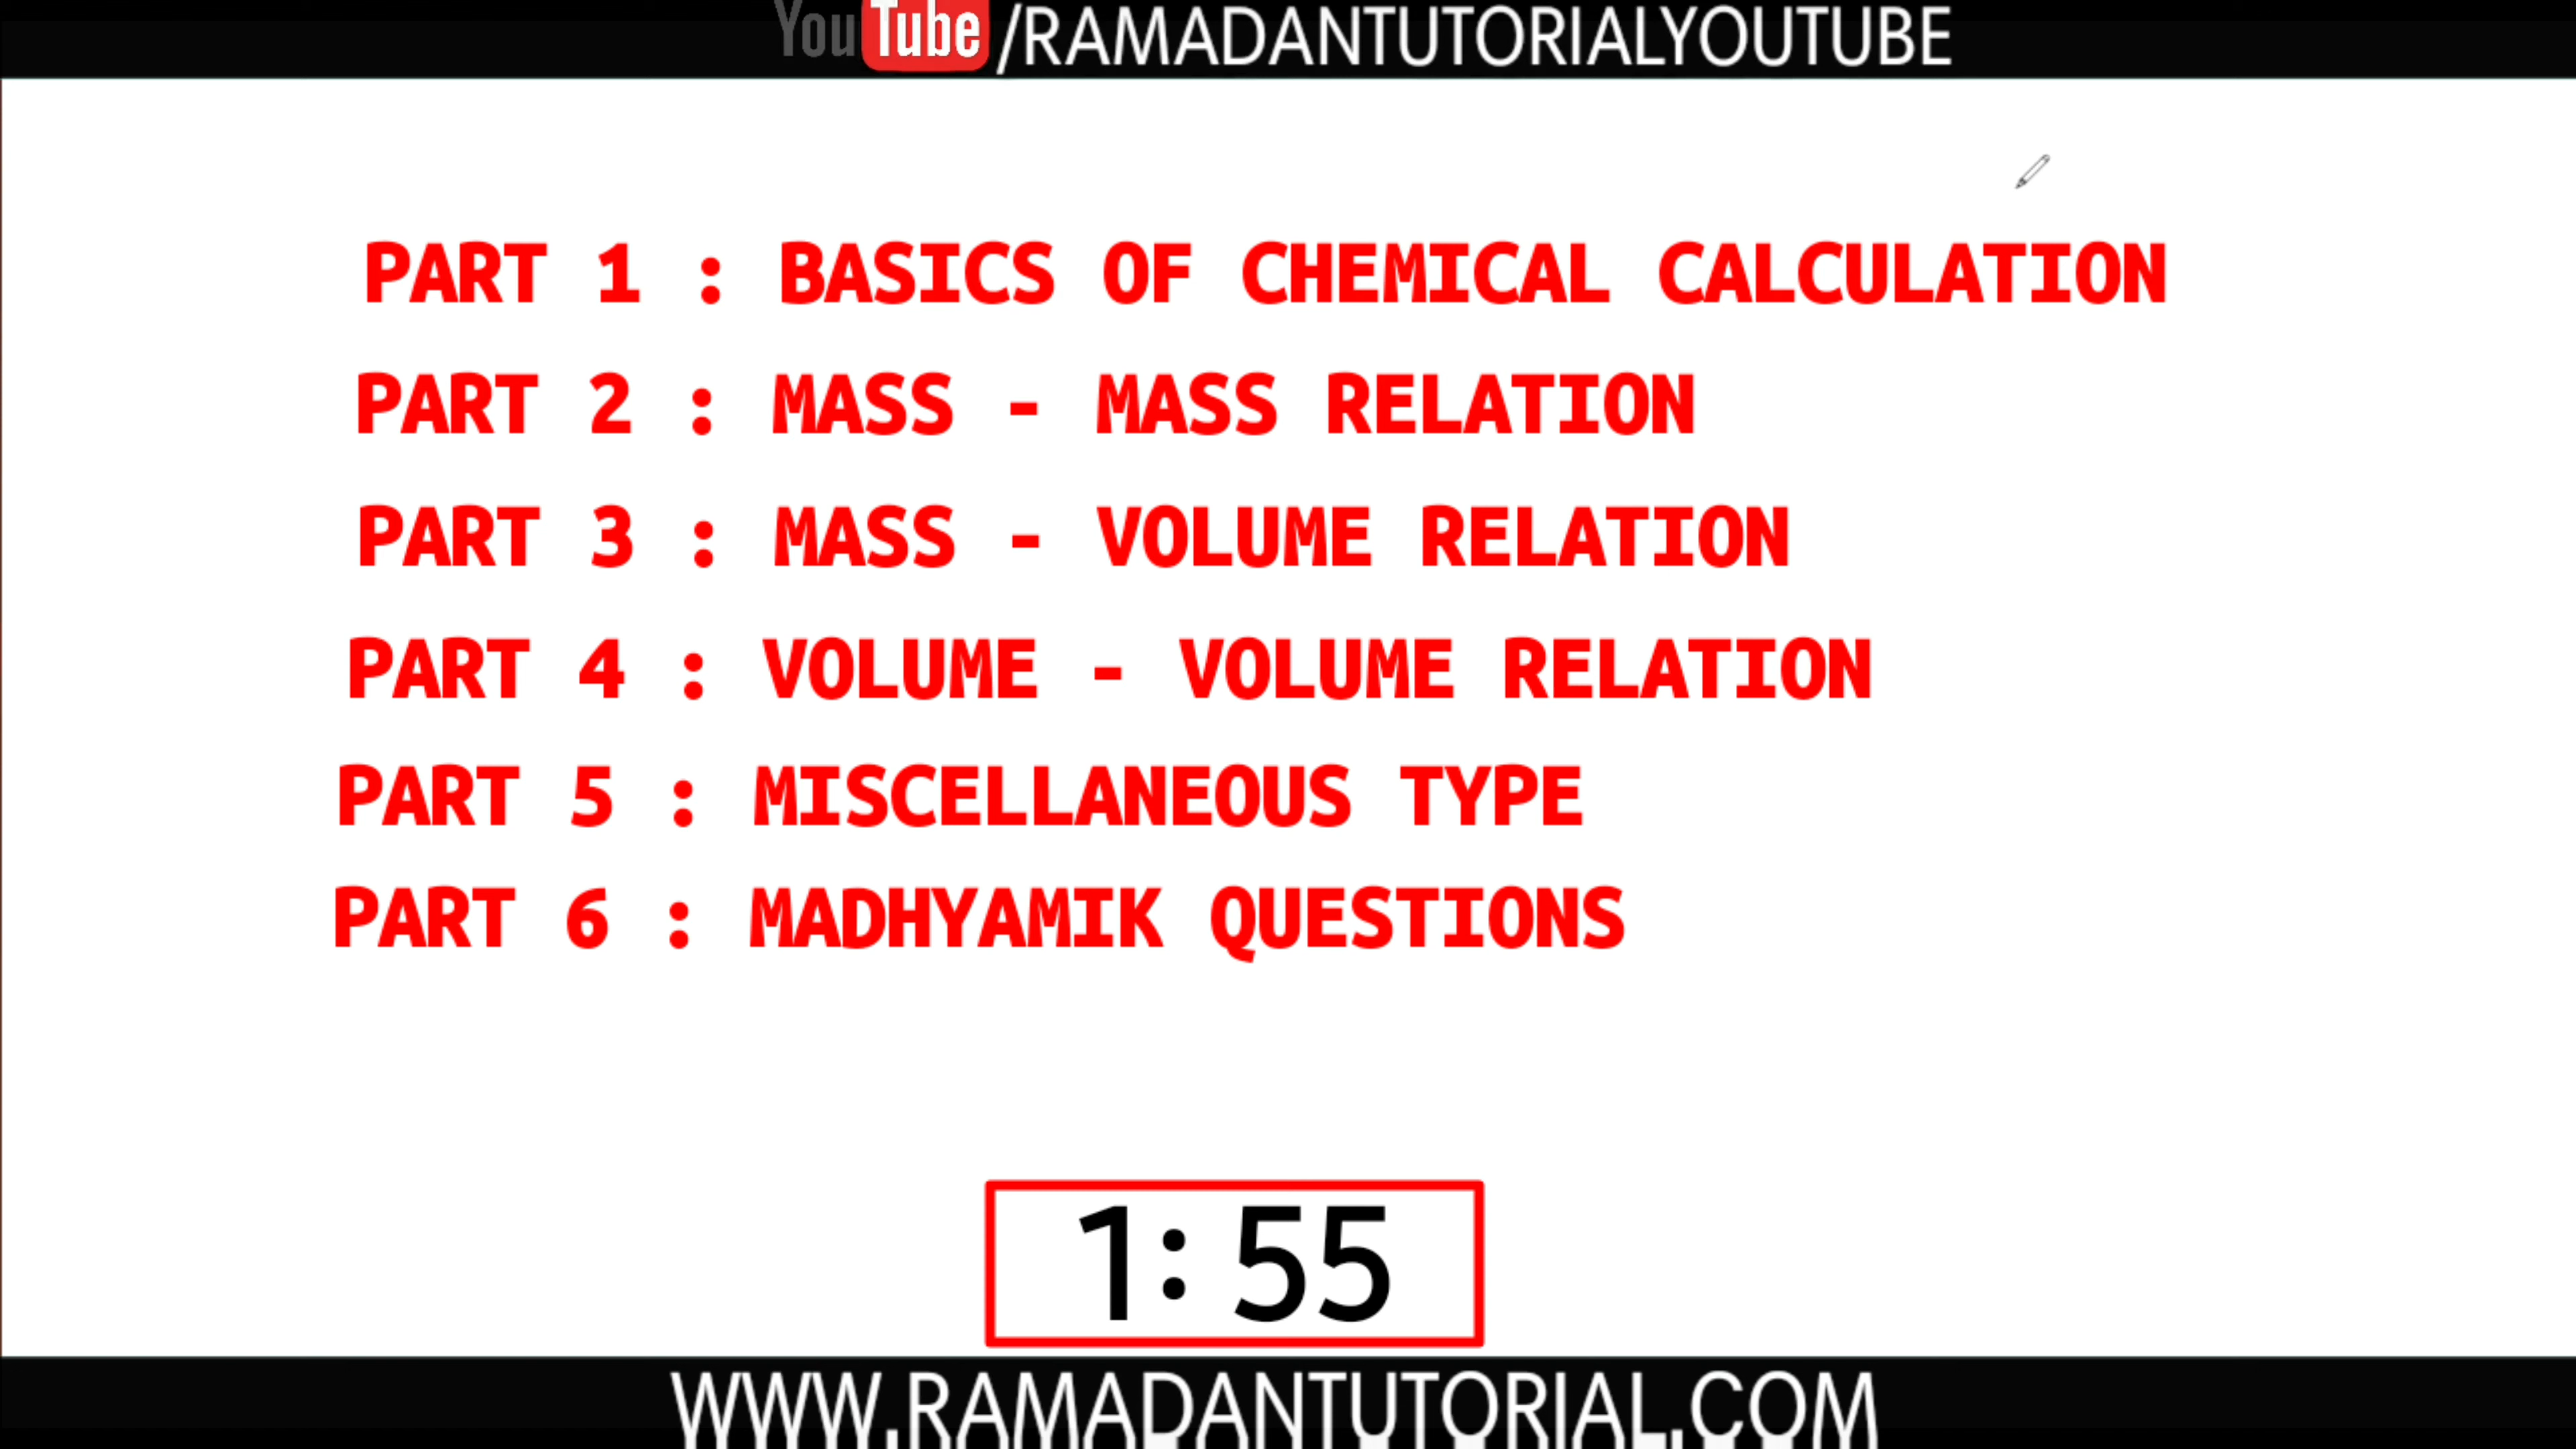 YouTube /RAMADANTUTORIALYOUTUBE
PART 1 : BASICS OF CHEMICAL CALCULATION
PART 2 : MASS - MASS RELATION
PART 3 : MASS - VOLUME RELATION
PART 4 : VOLUME - VOLUME RELATION
PART 5 : MISCELLANEOUS TYPE
PART 6 : MADHYAMIK QUESTIONS
1: 55
WWW.RAMADANTUTORIAL.COM